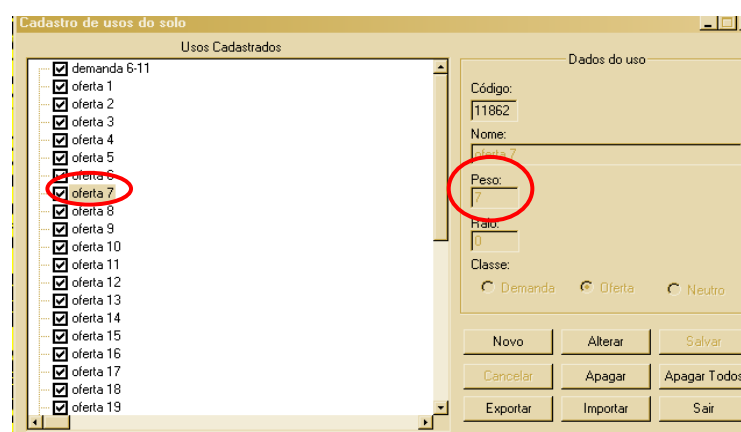 Cadastro de usos do solo
Usos Cadastrados
demanda 6-11
oferta 1
oferta 2
oferta 3
oferta 4
oferta 5
oferta 6
oferta 7
oferta 8
oferta 9
oferta 10
oferta 11
oferta 12
oferta 13
oferta 14
oferta 15
oferta 16
oferta 17
oferta 18
oferta 19
Dados do uso
Código:
11862
Nome:
oferta 7
Peso:
7
Raio:
0
Classe:
Demanda Oferta Neutro
Novo Alterar Salvar
Cancelar Apagar Apagar Todos
Exportar Importar Sair